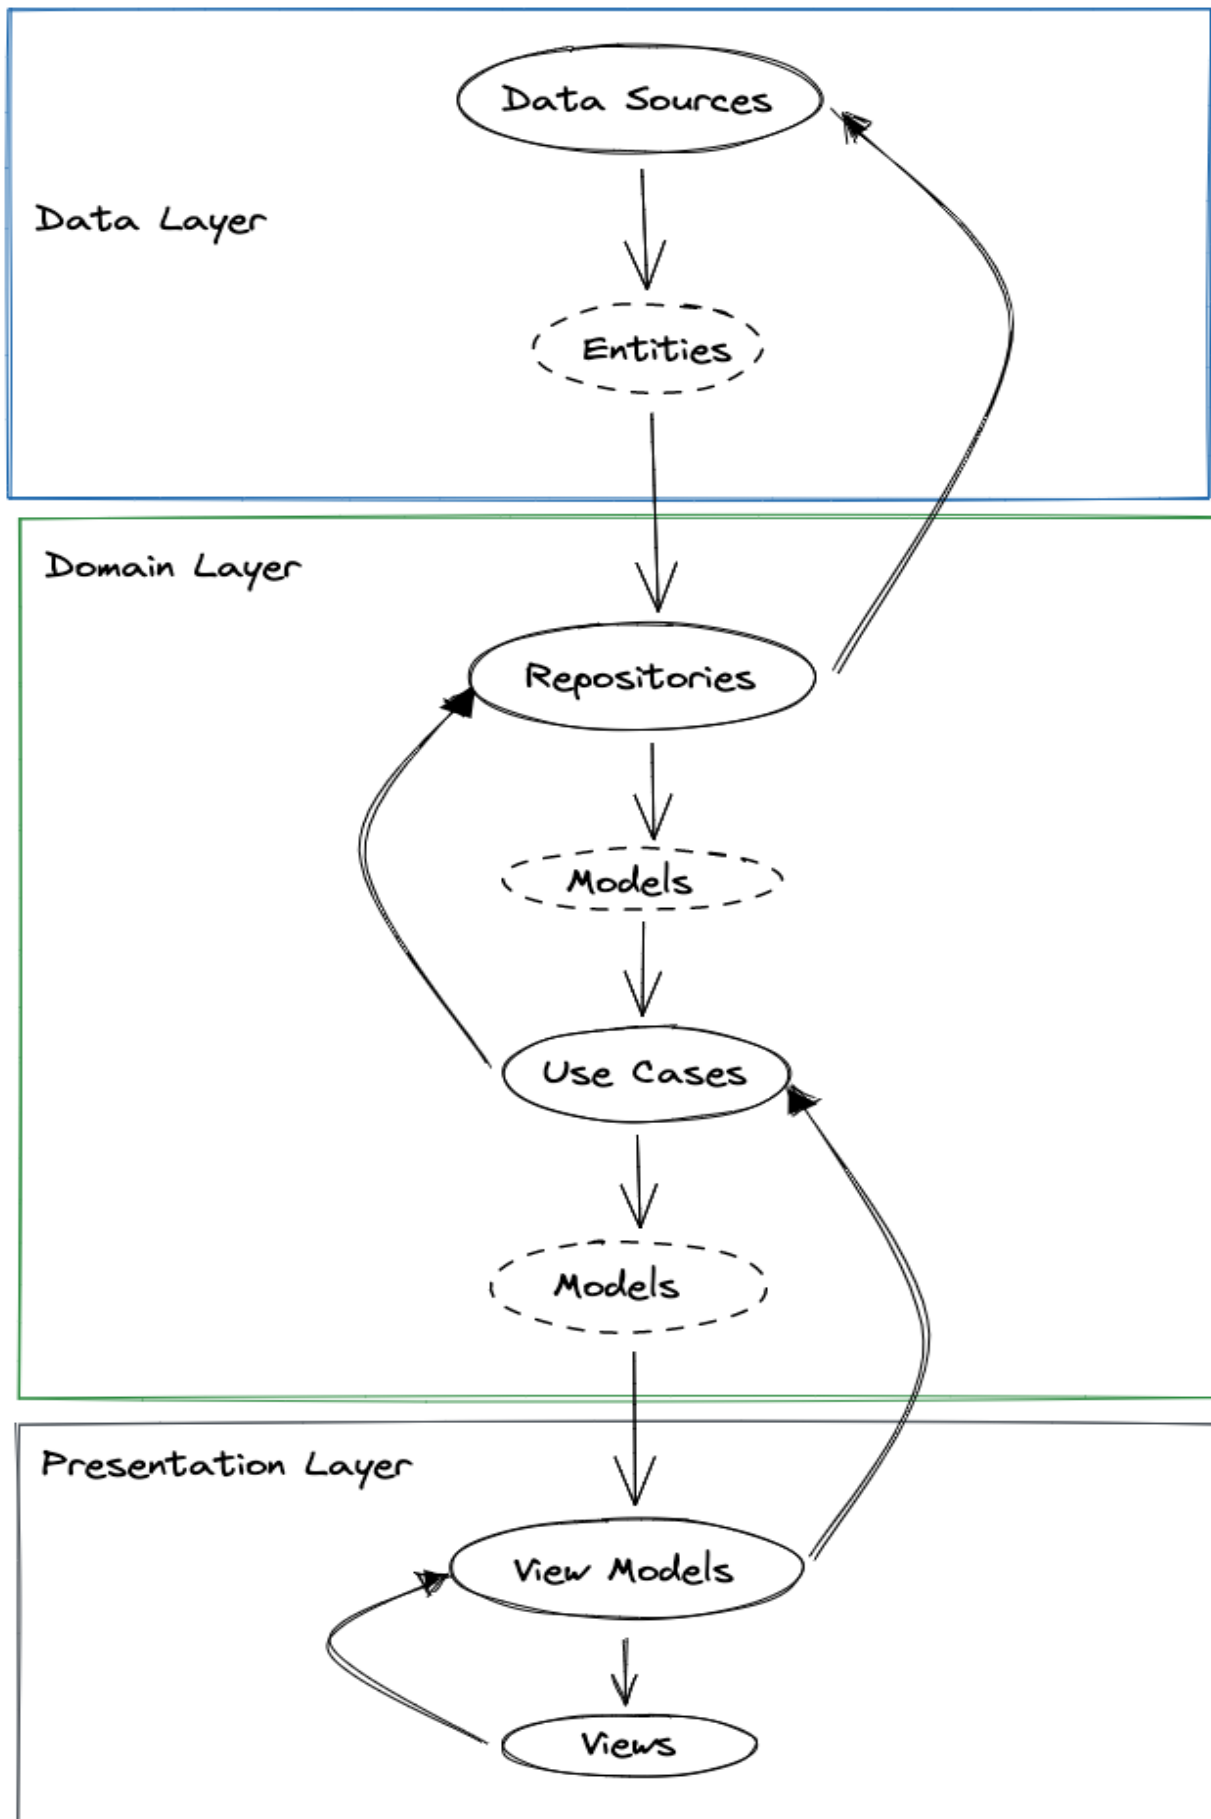 Data Sources
Data Layer
Entities
Domain Layer
Repositories
Models
Use Cases
Models
Presentation Layer
View Models
Views